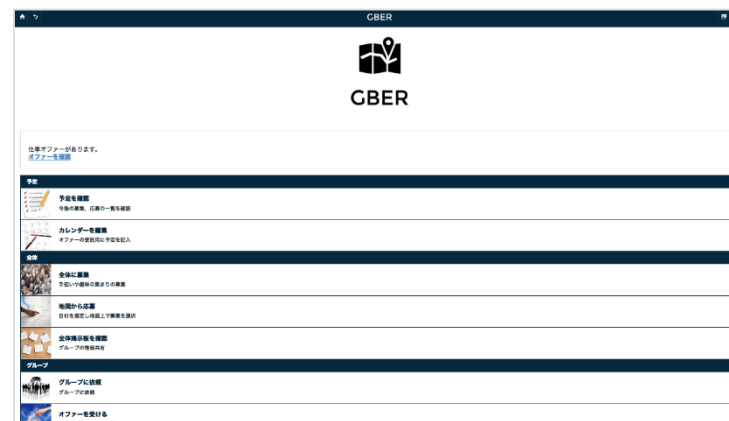 GBER
GBER
仕事オファーがあります。
オファーを確認
予定
予定を確認
今後の募集、応募の一覧を確認
カレンダーを編集
オファーの受託用に予定を記入
全体
全体に募集
手伝いや趣味の集まりの募集
地図から応募
日付を指定し地図上で募集を選択
全体掲示板を確認
グループの情報共有
グループ
グループに依頼
グループに依頼
オファーを受ける